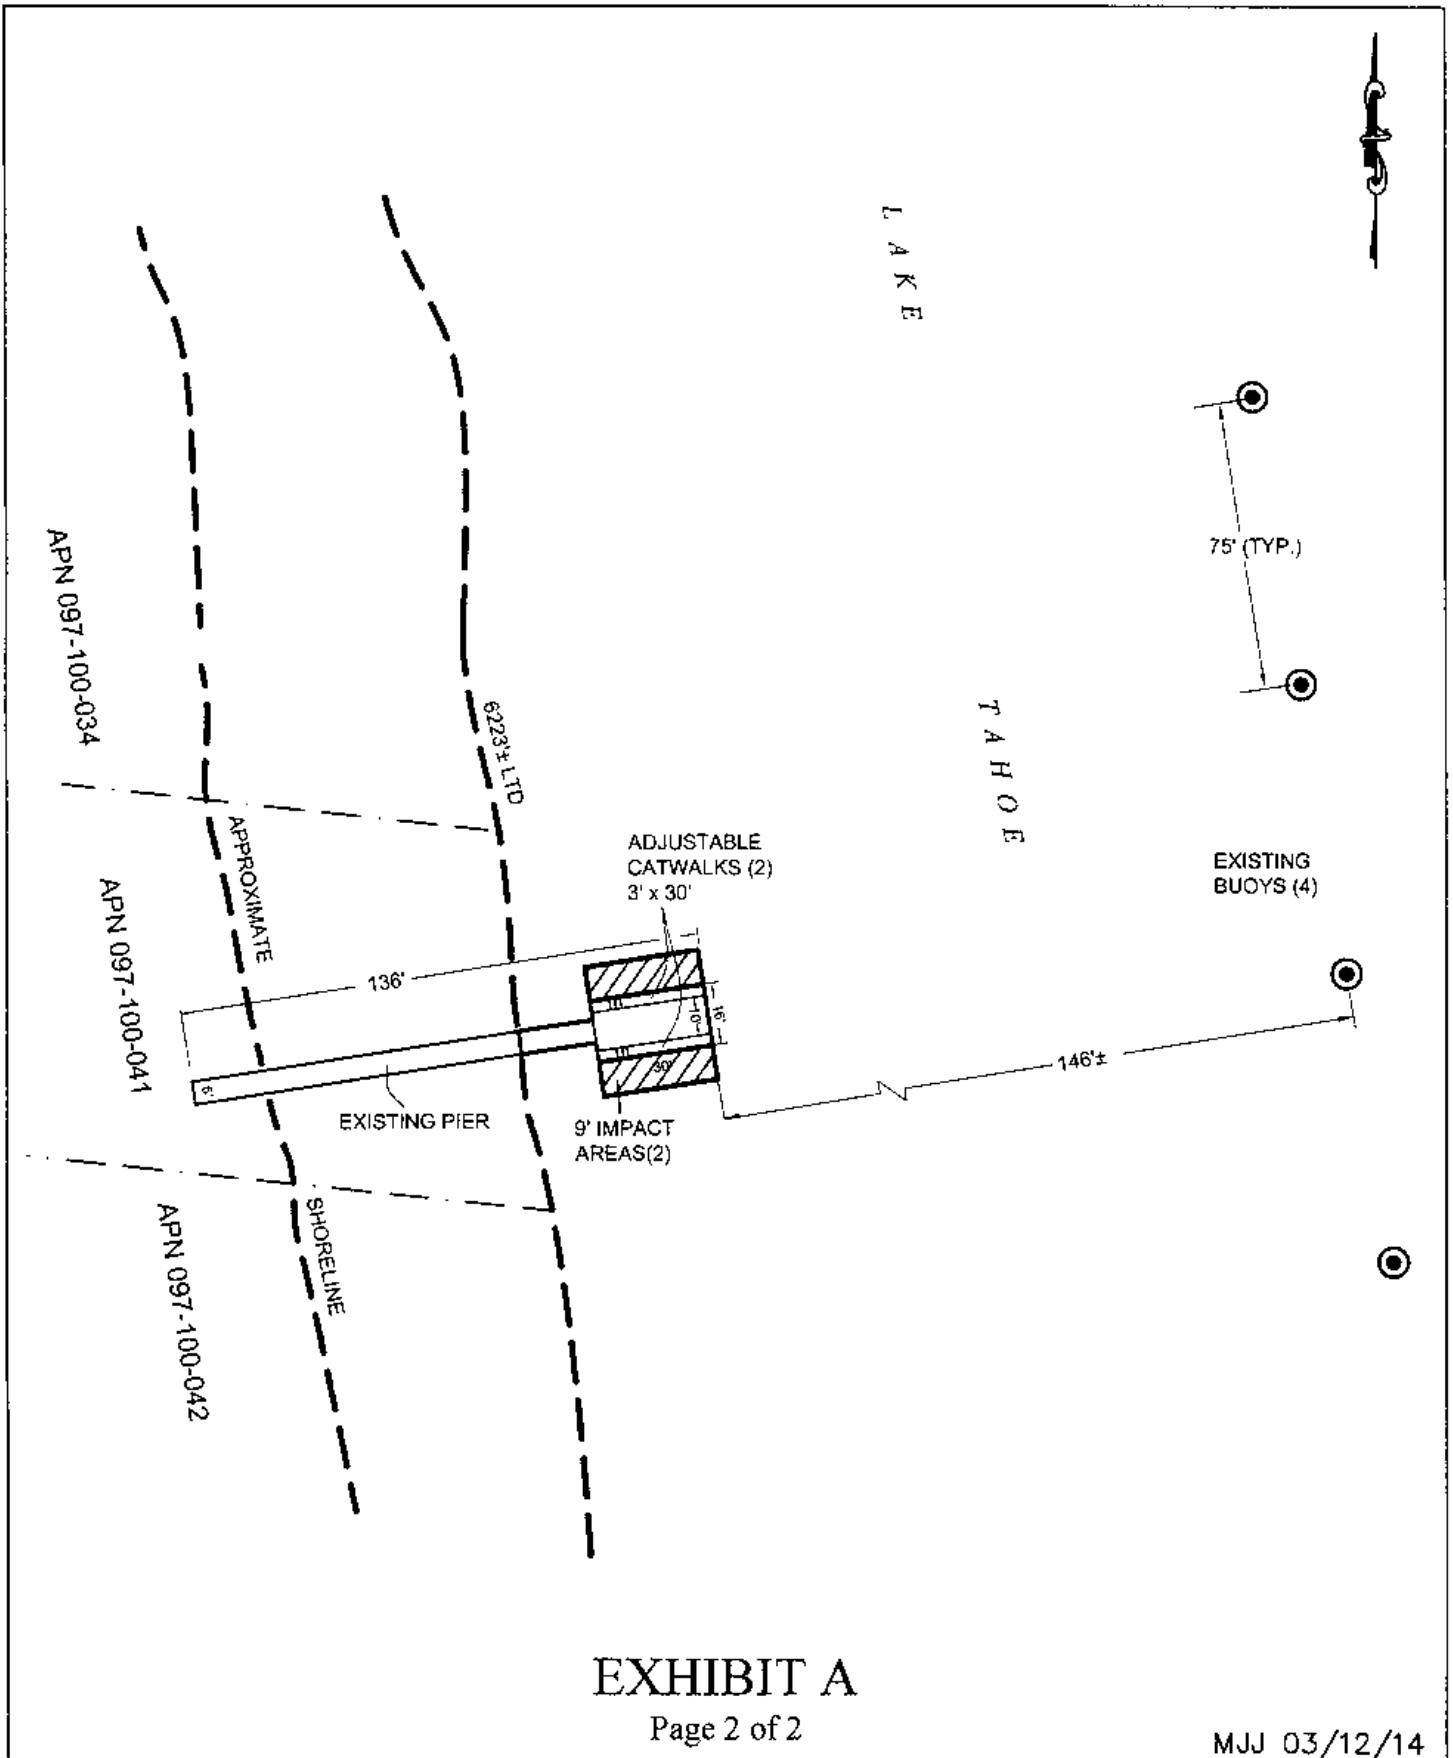 LAKE
TAHOE
75' (TYP.)
APN 097-100-034
6223'± LTD
APPROXIMATE
ADJUSTABLE
CATWALKS (2)
3' x 30'
EXISTING
BUOYS (4)
APN 097-100-041
136'
16'
10'
30'
6'
146'±
EXISTING PIER
9' IMPACT
AREAS(2)
SHORELINE
APN 097-100-042
EXHIBIT A
Page 2 of 2
MJJ 03/12/14